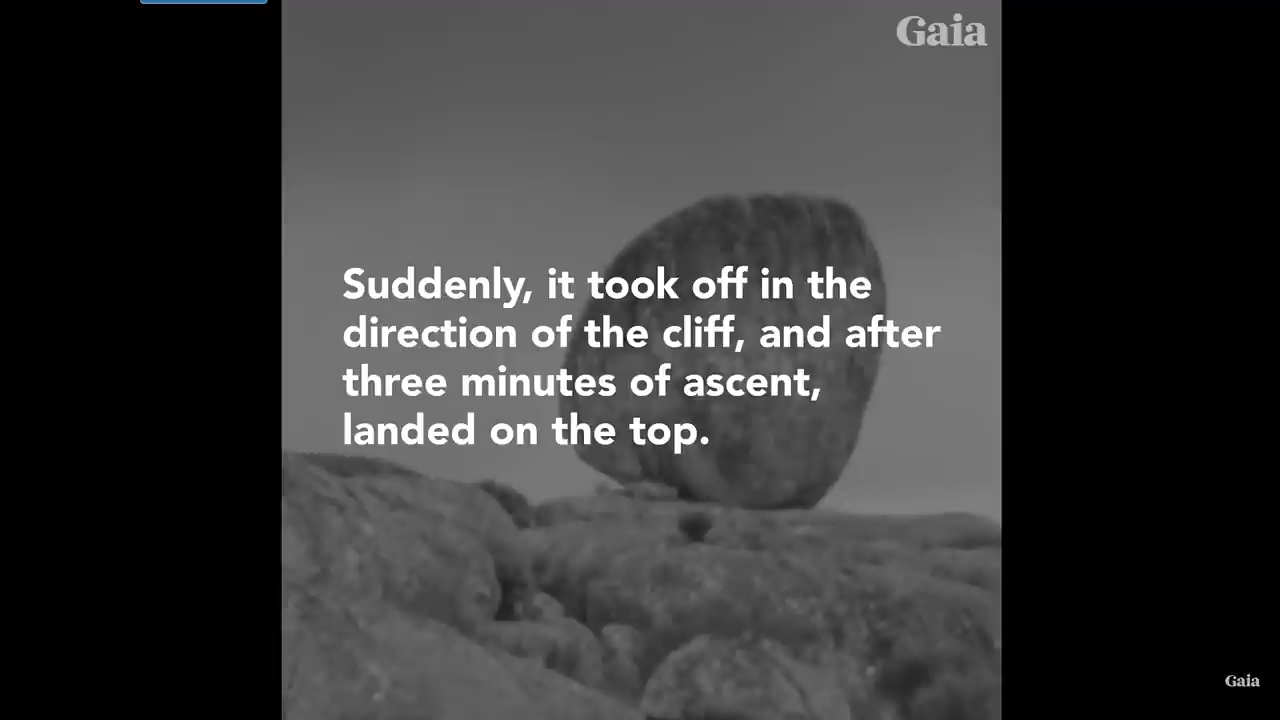 Gaia
Suddenly, it took off in the
direction of the cliff, and after
three minutes of ascent,
landed on the top.
Gaia